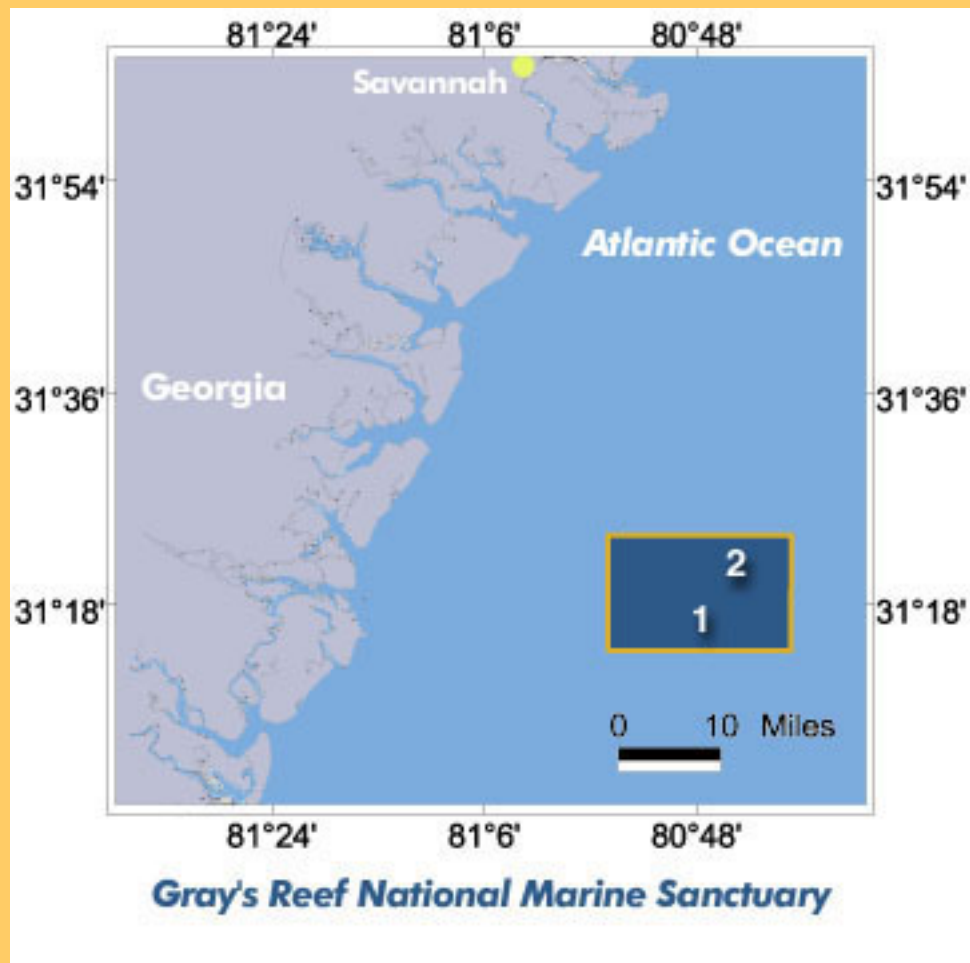 81°24' 81°6' 80°48'
Savannah
31°54' 31°54'
Atlantic Ocean
Georgia
31°36' 31°36'
2
31°18' 1 31°18'
0 10 Miles
81°24' 81°6' 80°48'
Gray's Reef National Marine Sanctuary